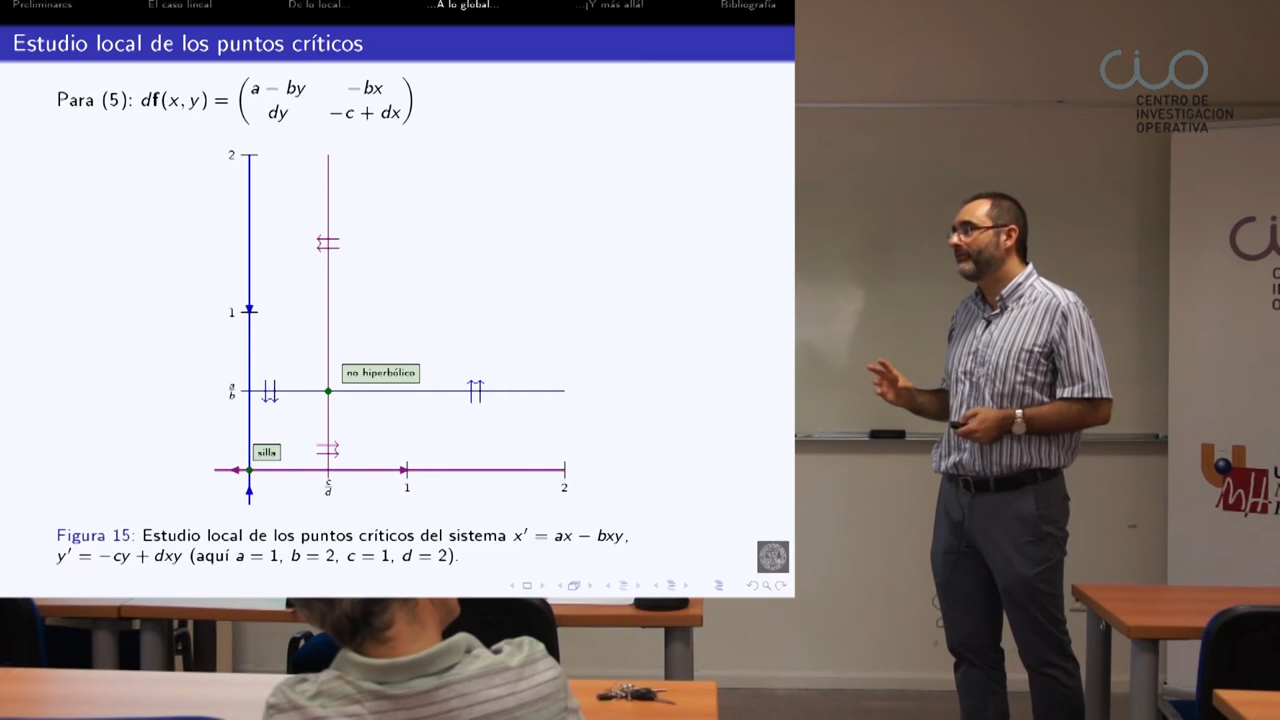 Preliminares El caso lineal De lo local... ...A lo global... ...¡Y más allá! Bibliografía
Estudio local de los puntos críticos
Para (5): df(x, y) = ( a − by −bx
dy −c + dx )
2
1
no hiperbólico
a
b
silla
c
d
1
2
Figura 15: Estudio local de los puntos críticos del sistema x′ = ax − bxy,
y′ = −cy + dxy (aquí a = 1, b = 2, c = 1, d = 2).
CIO
CENTRO DE
INVESTIGACION
OPERATIVA